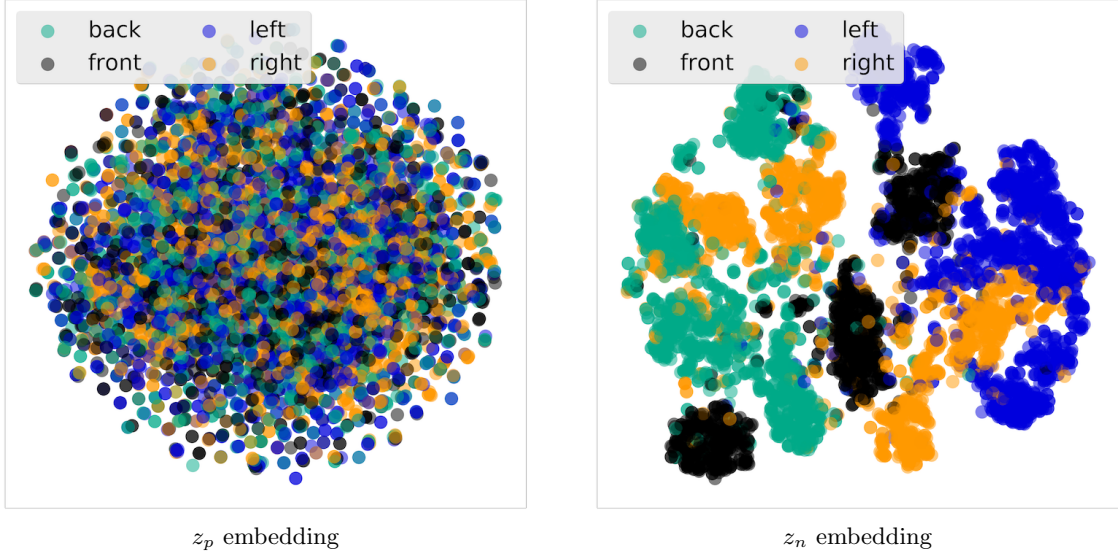 back left
front right
back left
front right
z_p embedding
z_n embedding